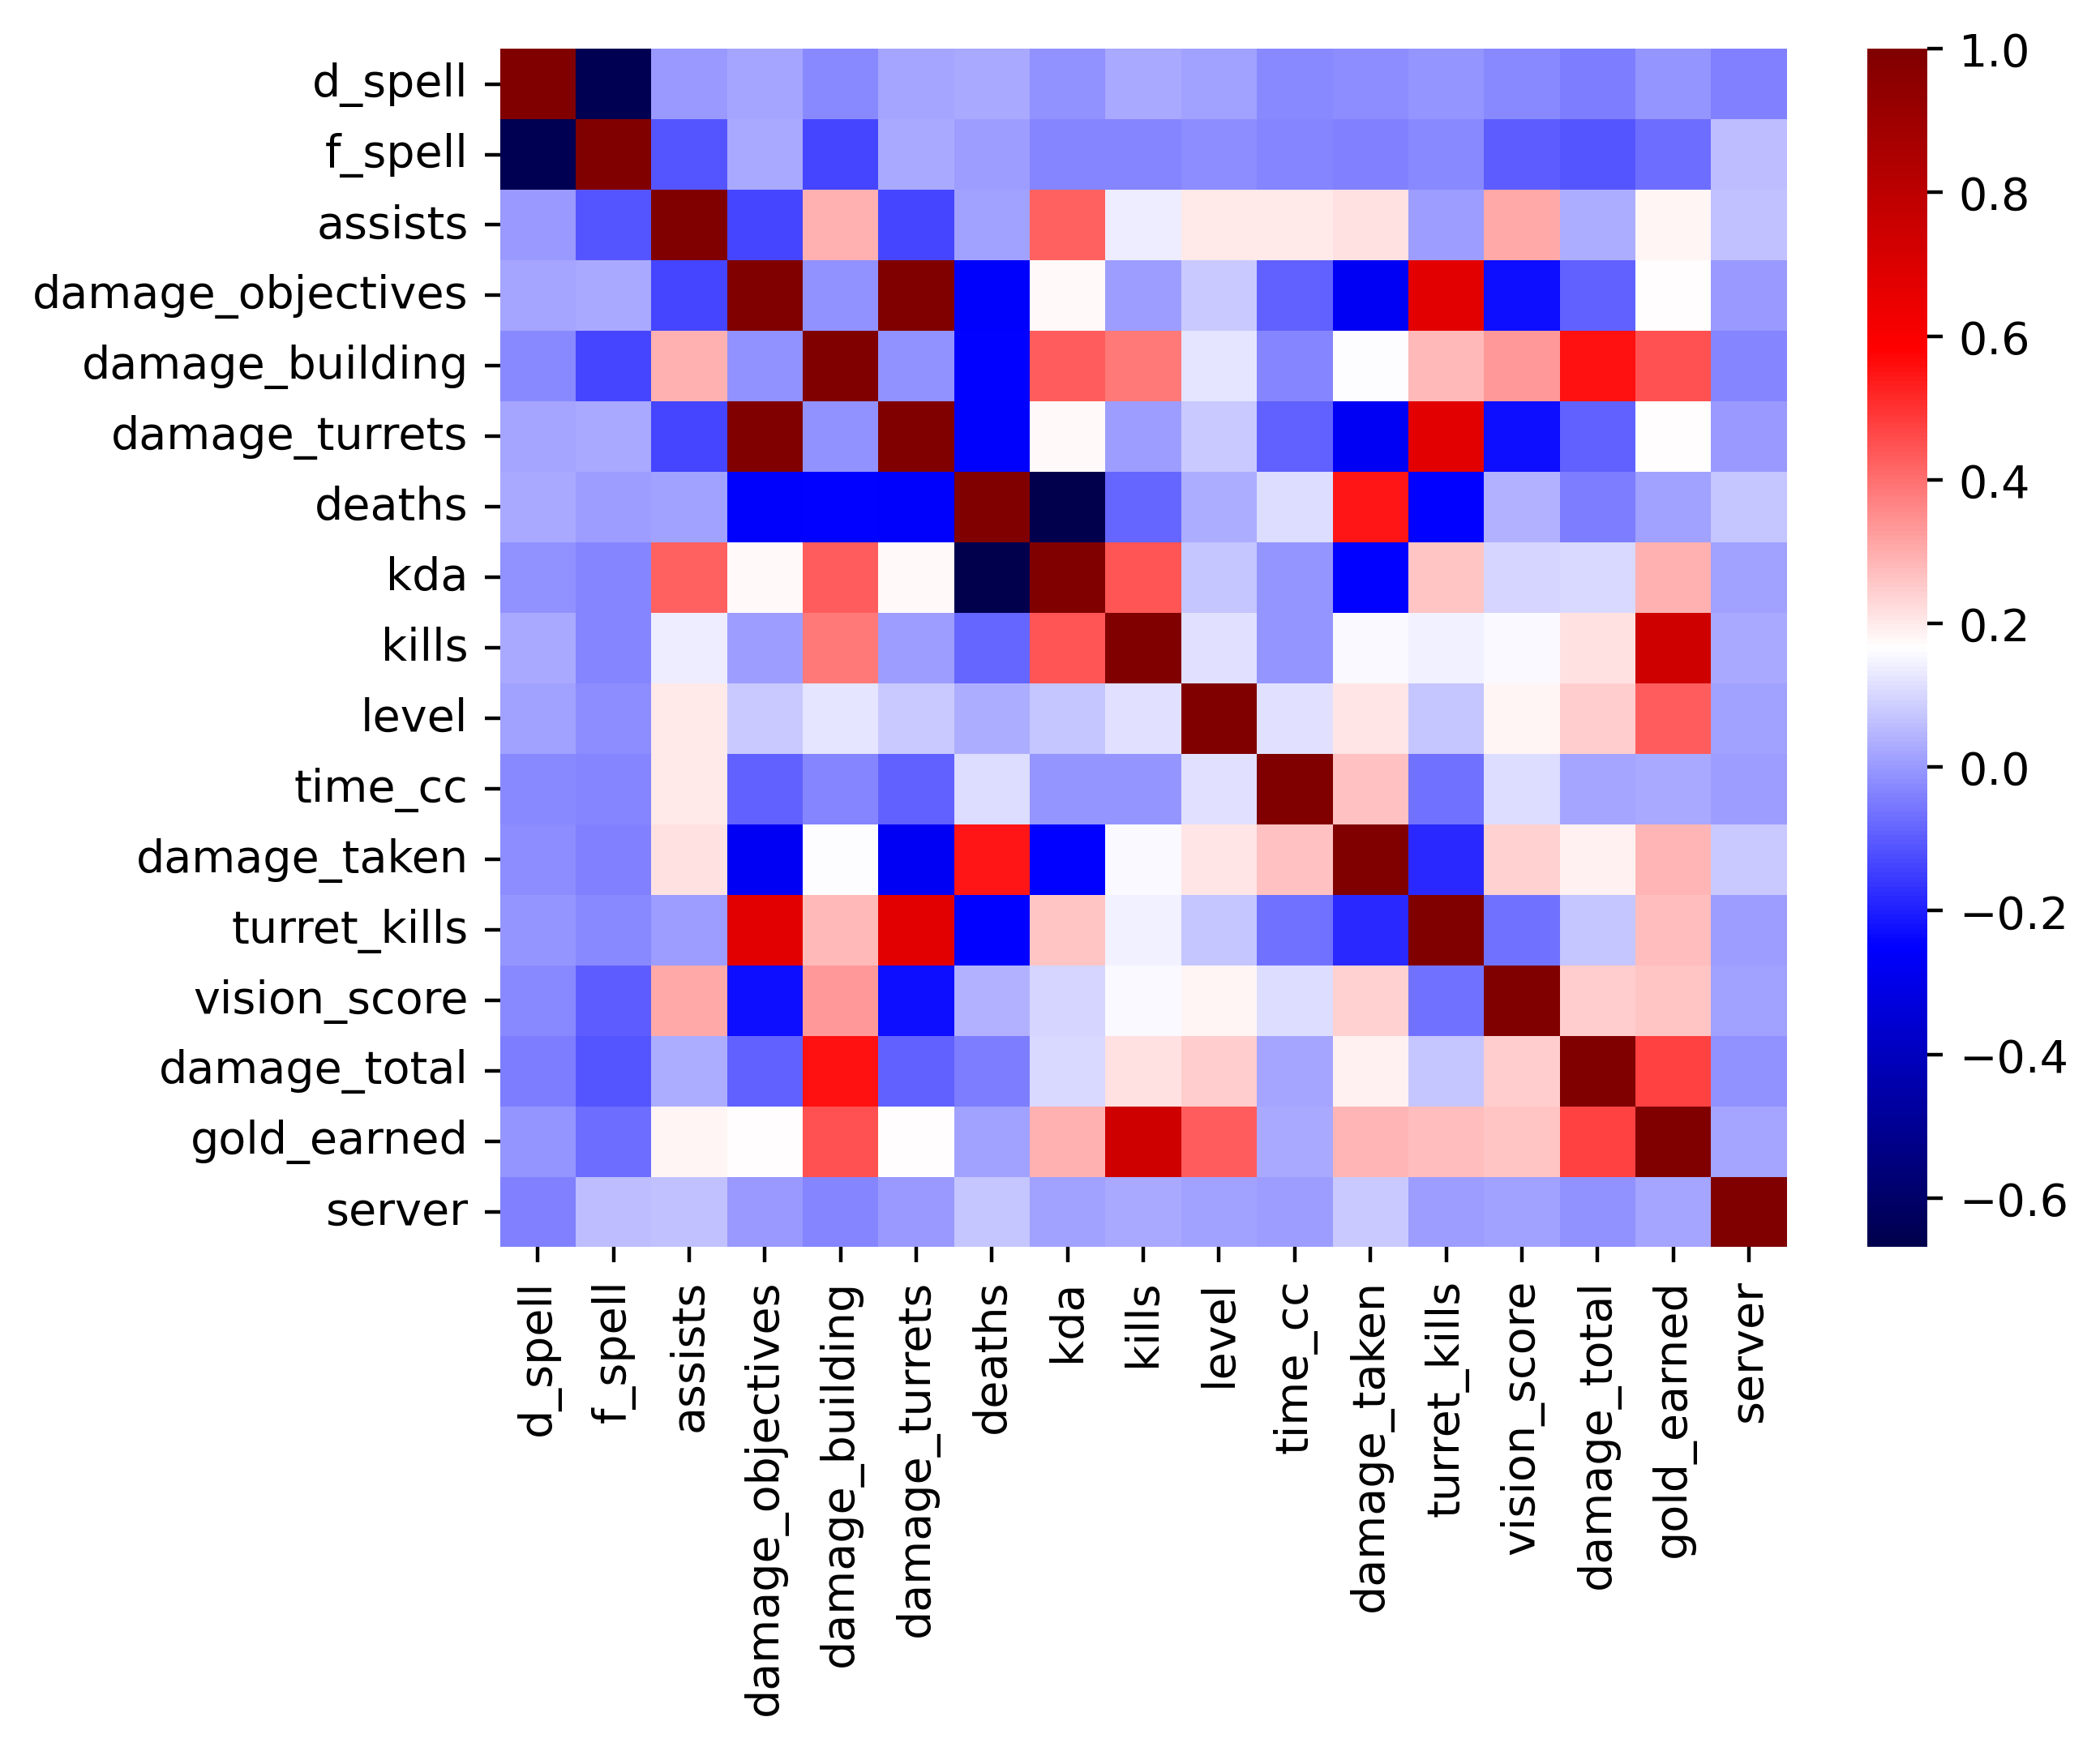 d_spell
f_spell
assists
damage_objectives
damage_building
damage_turrets
deaths
kda
kills
level
time_cc
damage_taken
turret_kills
vision_score
damage_total
gold_earned
server
d_spell
f_spell
assists
damage_objectives
damage_building
damage_turrets
deaths
kda
kills
level
time_cc
damage_taken
turret_kills
vision_score
damage_total
gold_earned
server
1.0
0.8
0.6
0.4
0.2
0.0
−0.2
−0.4
−0.6